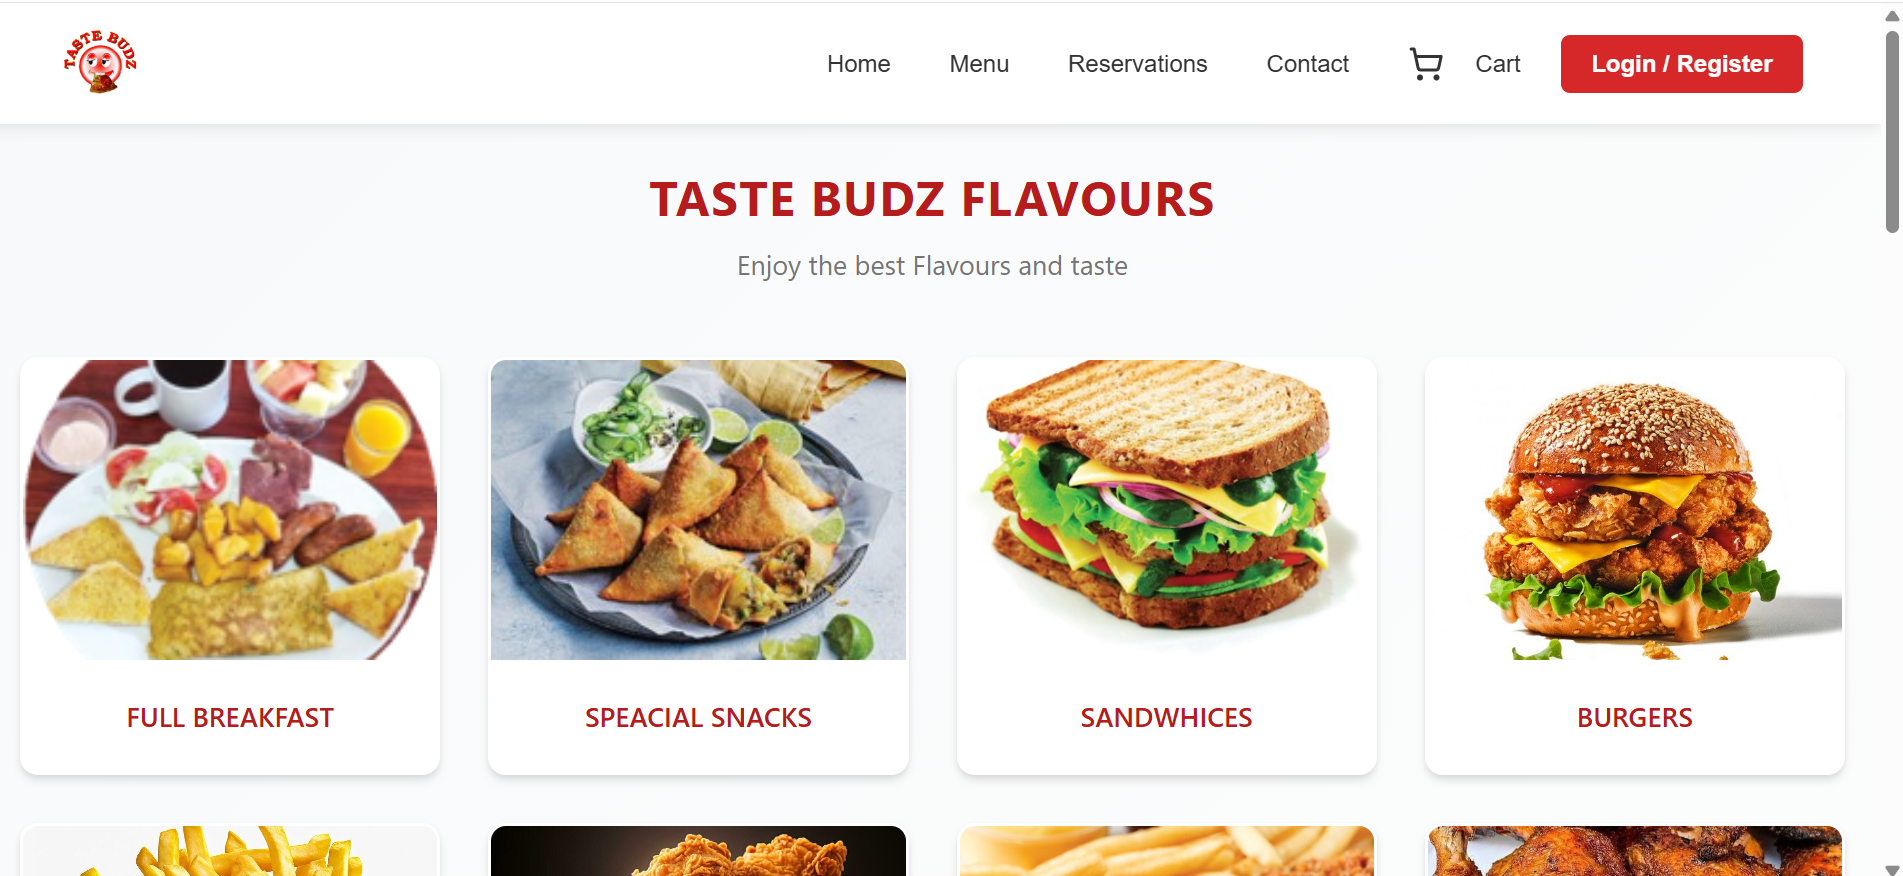 TASTE BUDZ
Home
Menu
Reservations
Contact
Cart
Login / Register
TASTE BUDZ FLAVOURS
Enjoy the best Flavours and taste
FULL BREAKFAST
SPEACIAL SNACKS
SANDWHICES
BURGERS